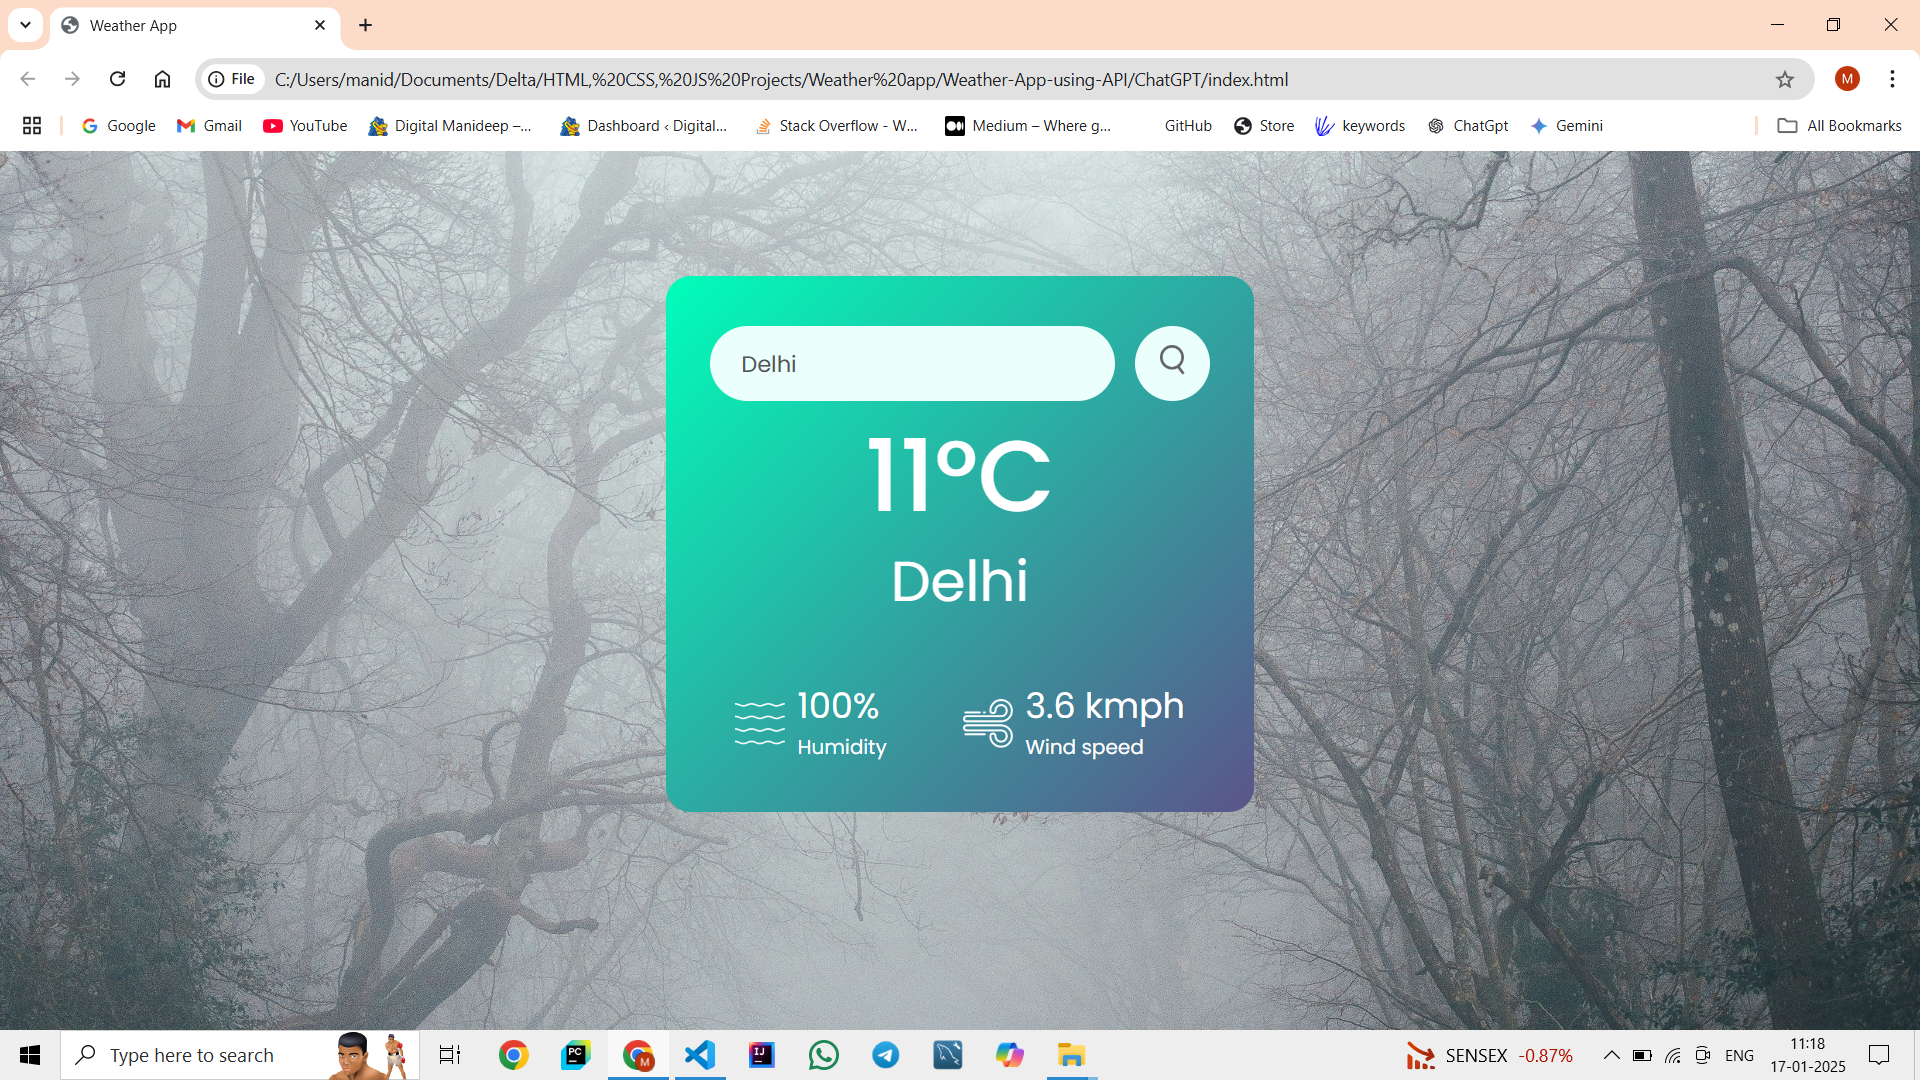 Weather App
File
C:/Users/manid/Documents/Delta/HTML,%20CSS,%20JS%20Projects/Weather%20app/Weather-App-using-API/ChatGPT/index.html
M
Google Gmail YouTube Digital Manideep –... Dashboard ‹ Digital... Stack Overflow - W... Medium – Where g... GitHub Store keywords ChatGpt Gemini All Bookmarks
Delhi
11°C
Delhi
100%
Humidity
3.6 kmph
Wind speed
Type here to search
PC
M
IJ
SENSEX -0.87%
ENG
11:18
17-01-2025